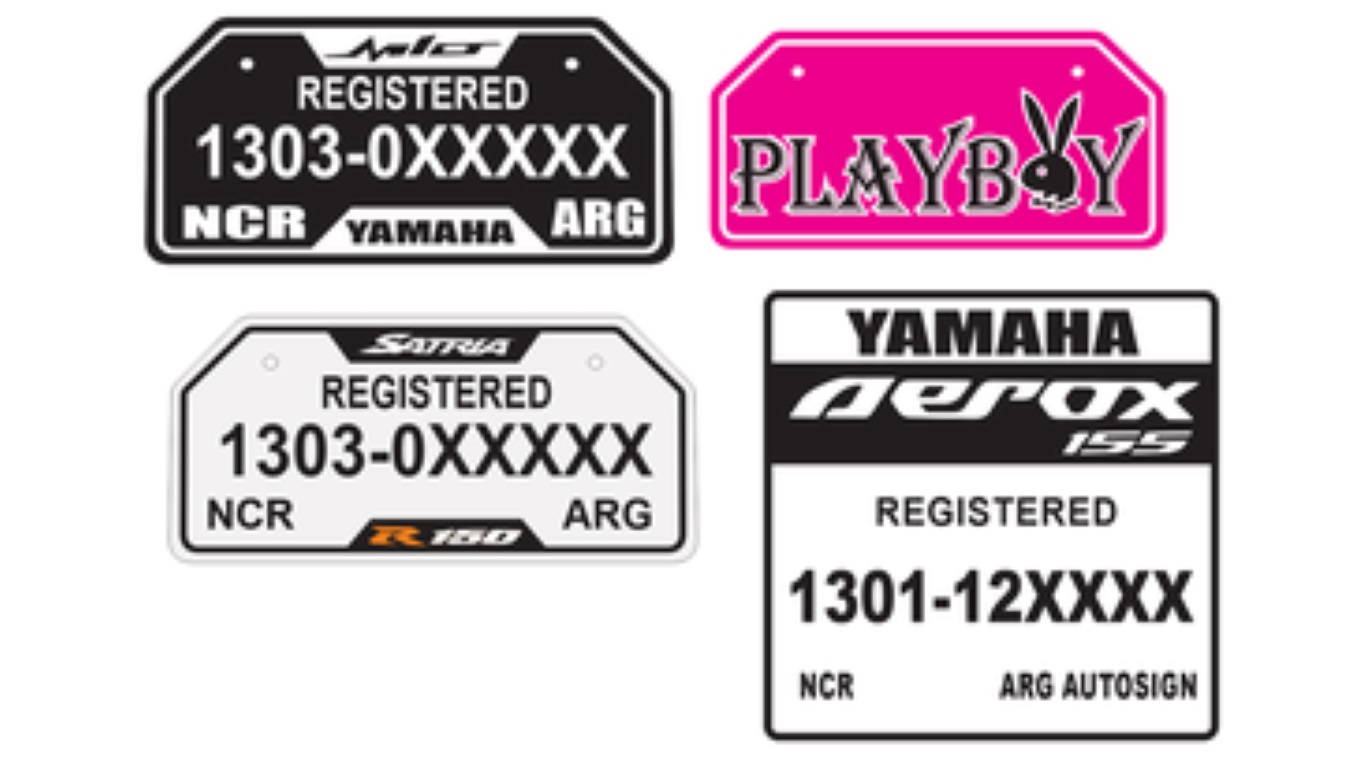 Mio
REGISTERED
1303-0XXXXX
NCR YAMAHA ARG
PLAYBOY
SATRIA
REGISTERED
1303-0XXXXX
NCR ARG
R150
YAMAHA
Aerox
155
REGISTERED
1301-12XXXX
NCR ARG AUTOSIGN